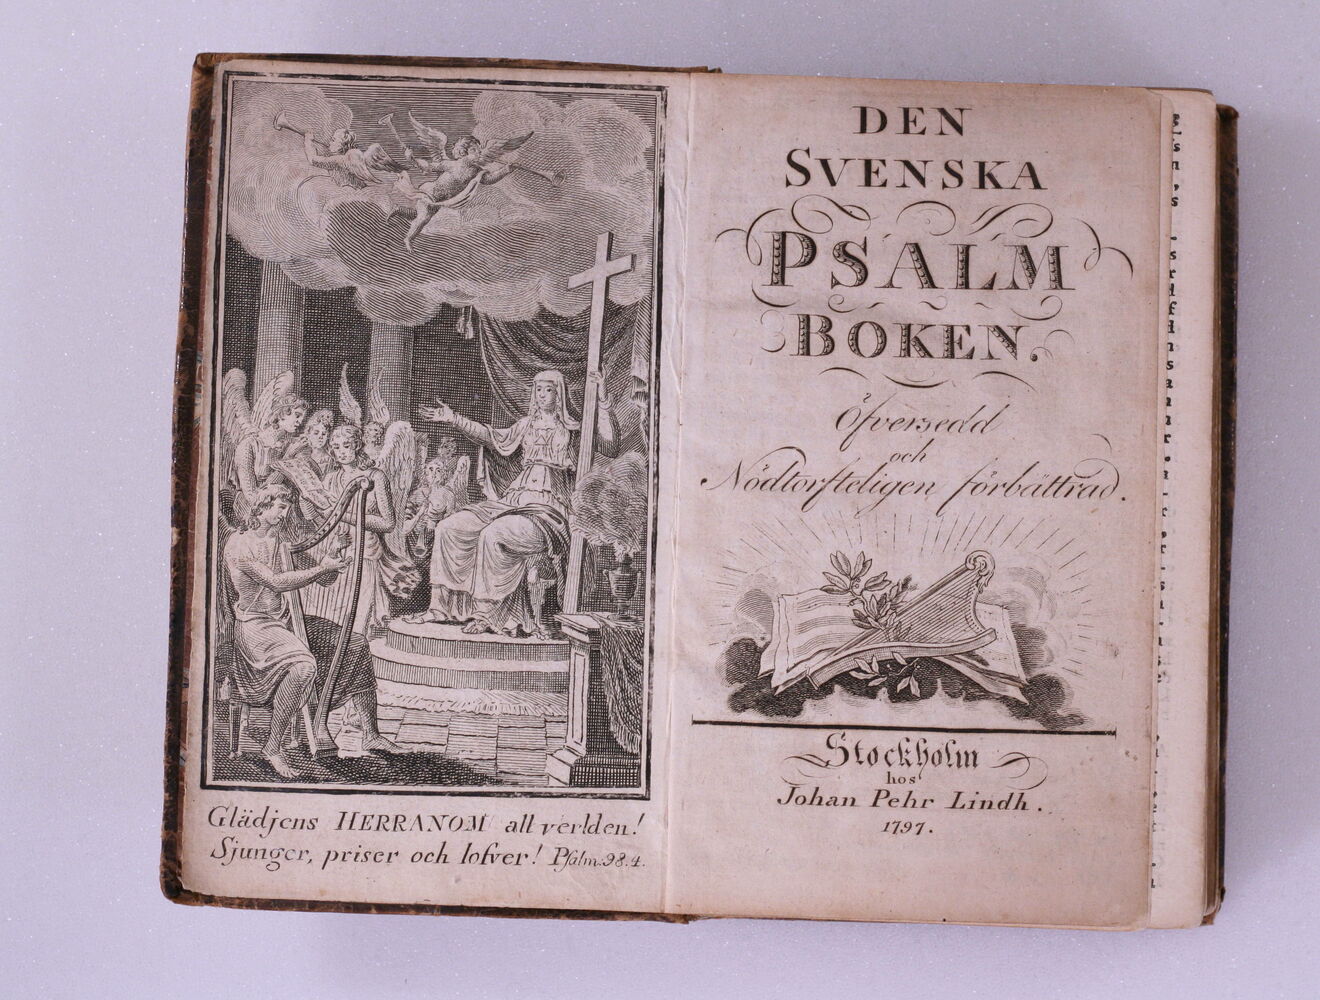 Glädjens HERRANOM all verlden!
Sjunger, priser och lofver! Psalm. 98.4.
DEN
SVENSKA
PSALM
BOKEN.
Öfversedd
och
Nödtorfteligen förbättrad.
Stockholm
hos
Johan Pehr Lindh.
1797.